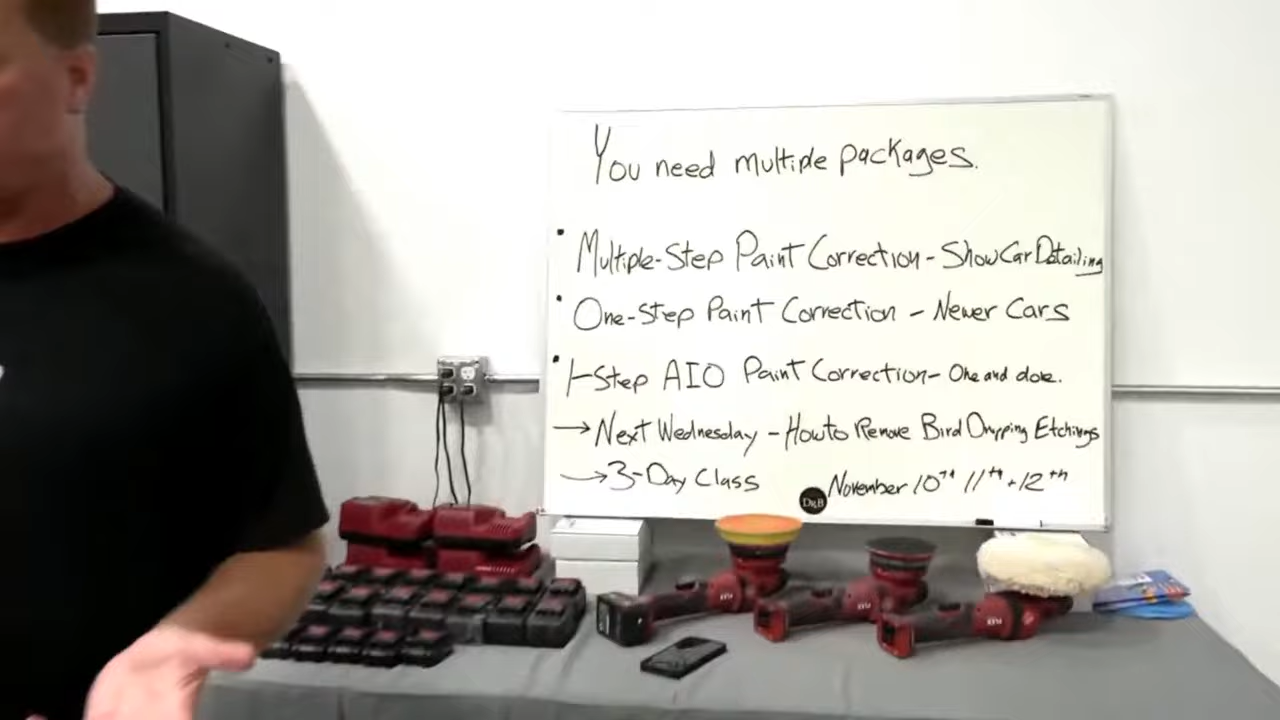 You need multiple packages.
• Multiple-Step Paint Correction - Show Car Detailing
• One-Step Paint Correction - Newer Cars
• 1-Step AIO Paint Correction - One and done.
→ Next Wednesday - How to Remove Bird Dropping Etchings
→ 3-Day Class November 10th 11th + 12th